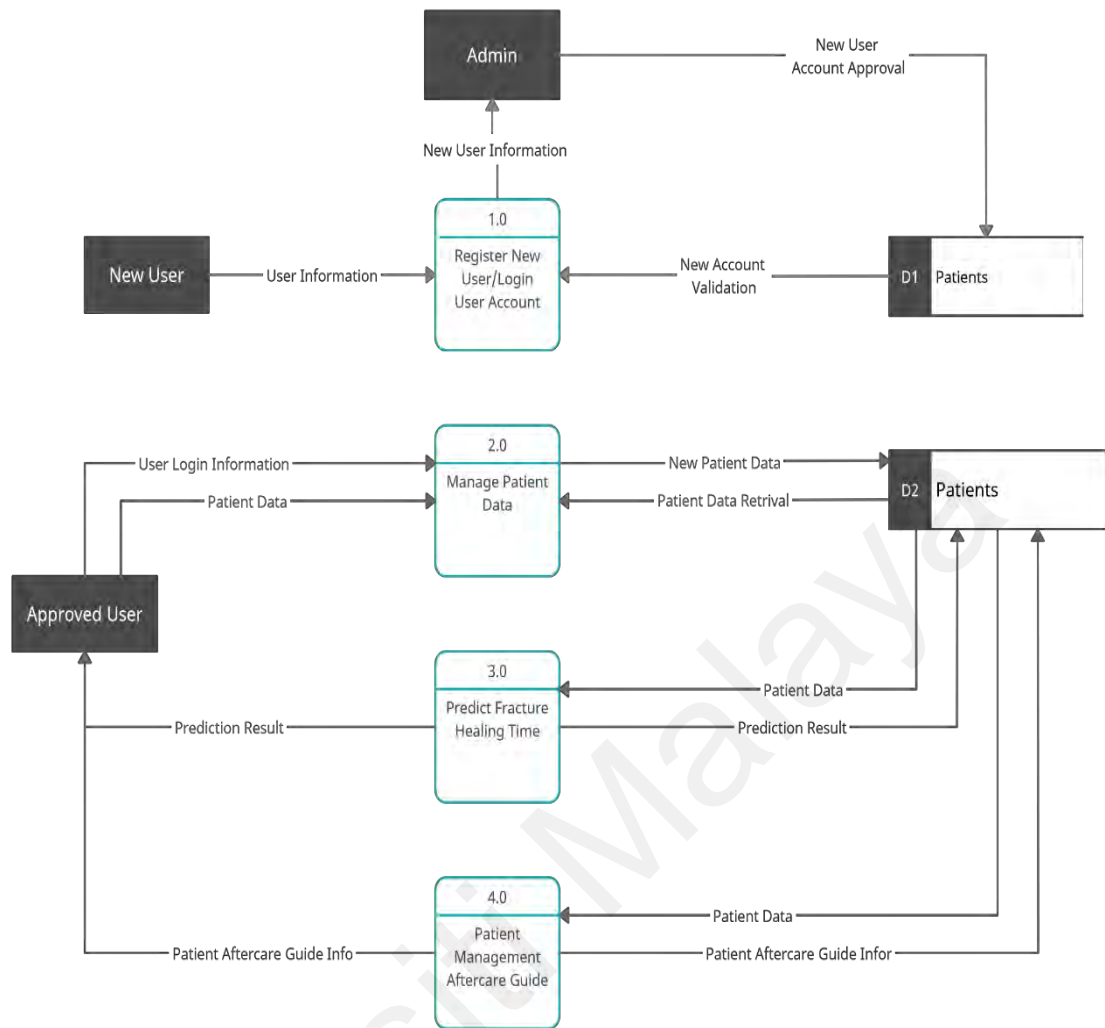 Admin
New User
Account Approval
New User Information
1.0
Register New
User/Login
User Account
New User
User Information
New Account
Validation
D1
Patients
2.0
Manage Patient
Data
User Login Information
Patient Data
New Patient Data
Patient Data Retrival
D2
Patients
Approved User
3.0
Predict Fracture
Healing Time
Patient Data
Prediction Result
Prediction Result
4.0
Patient
Management
Aftercare Guide
Patient Data
Patient Aftercare Guide Info
Patient Aftercare Guide Infor
siti Malaya